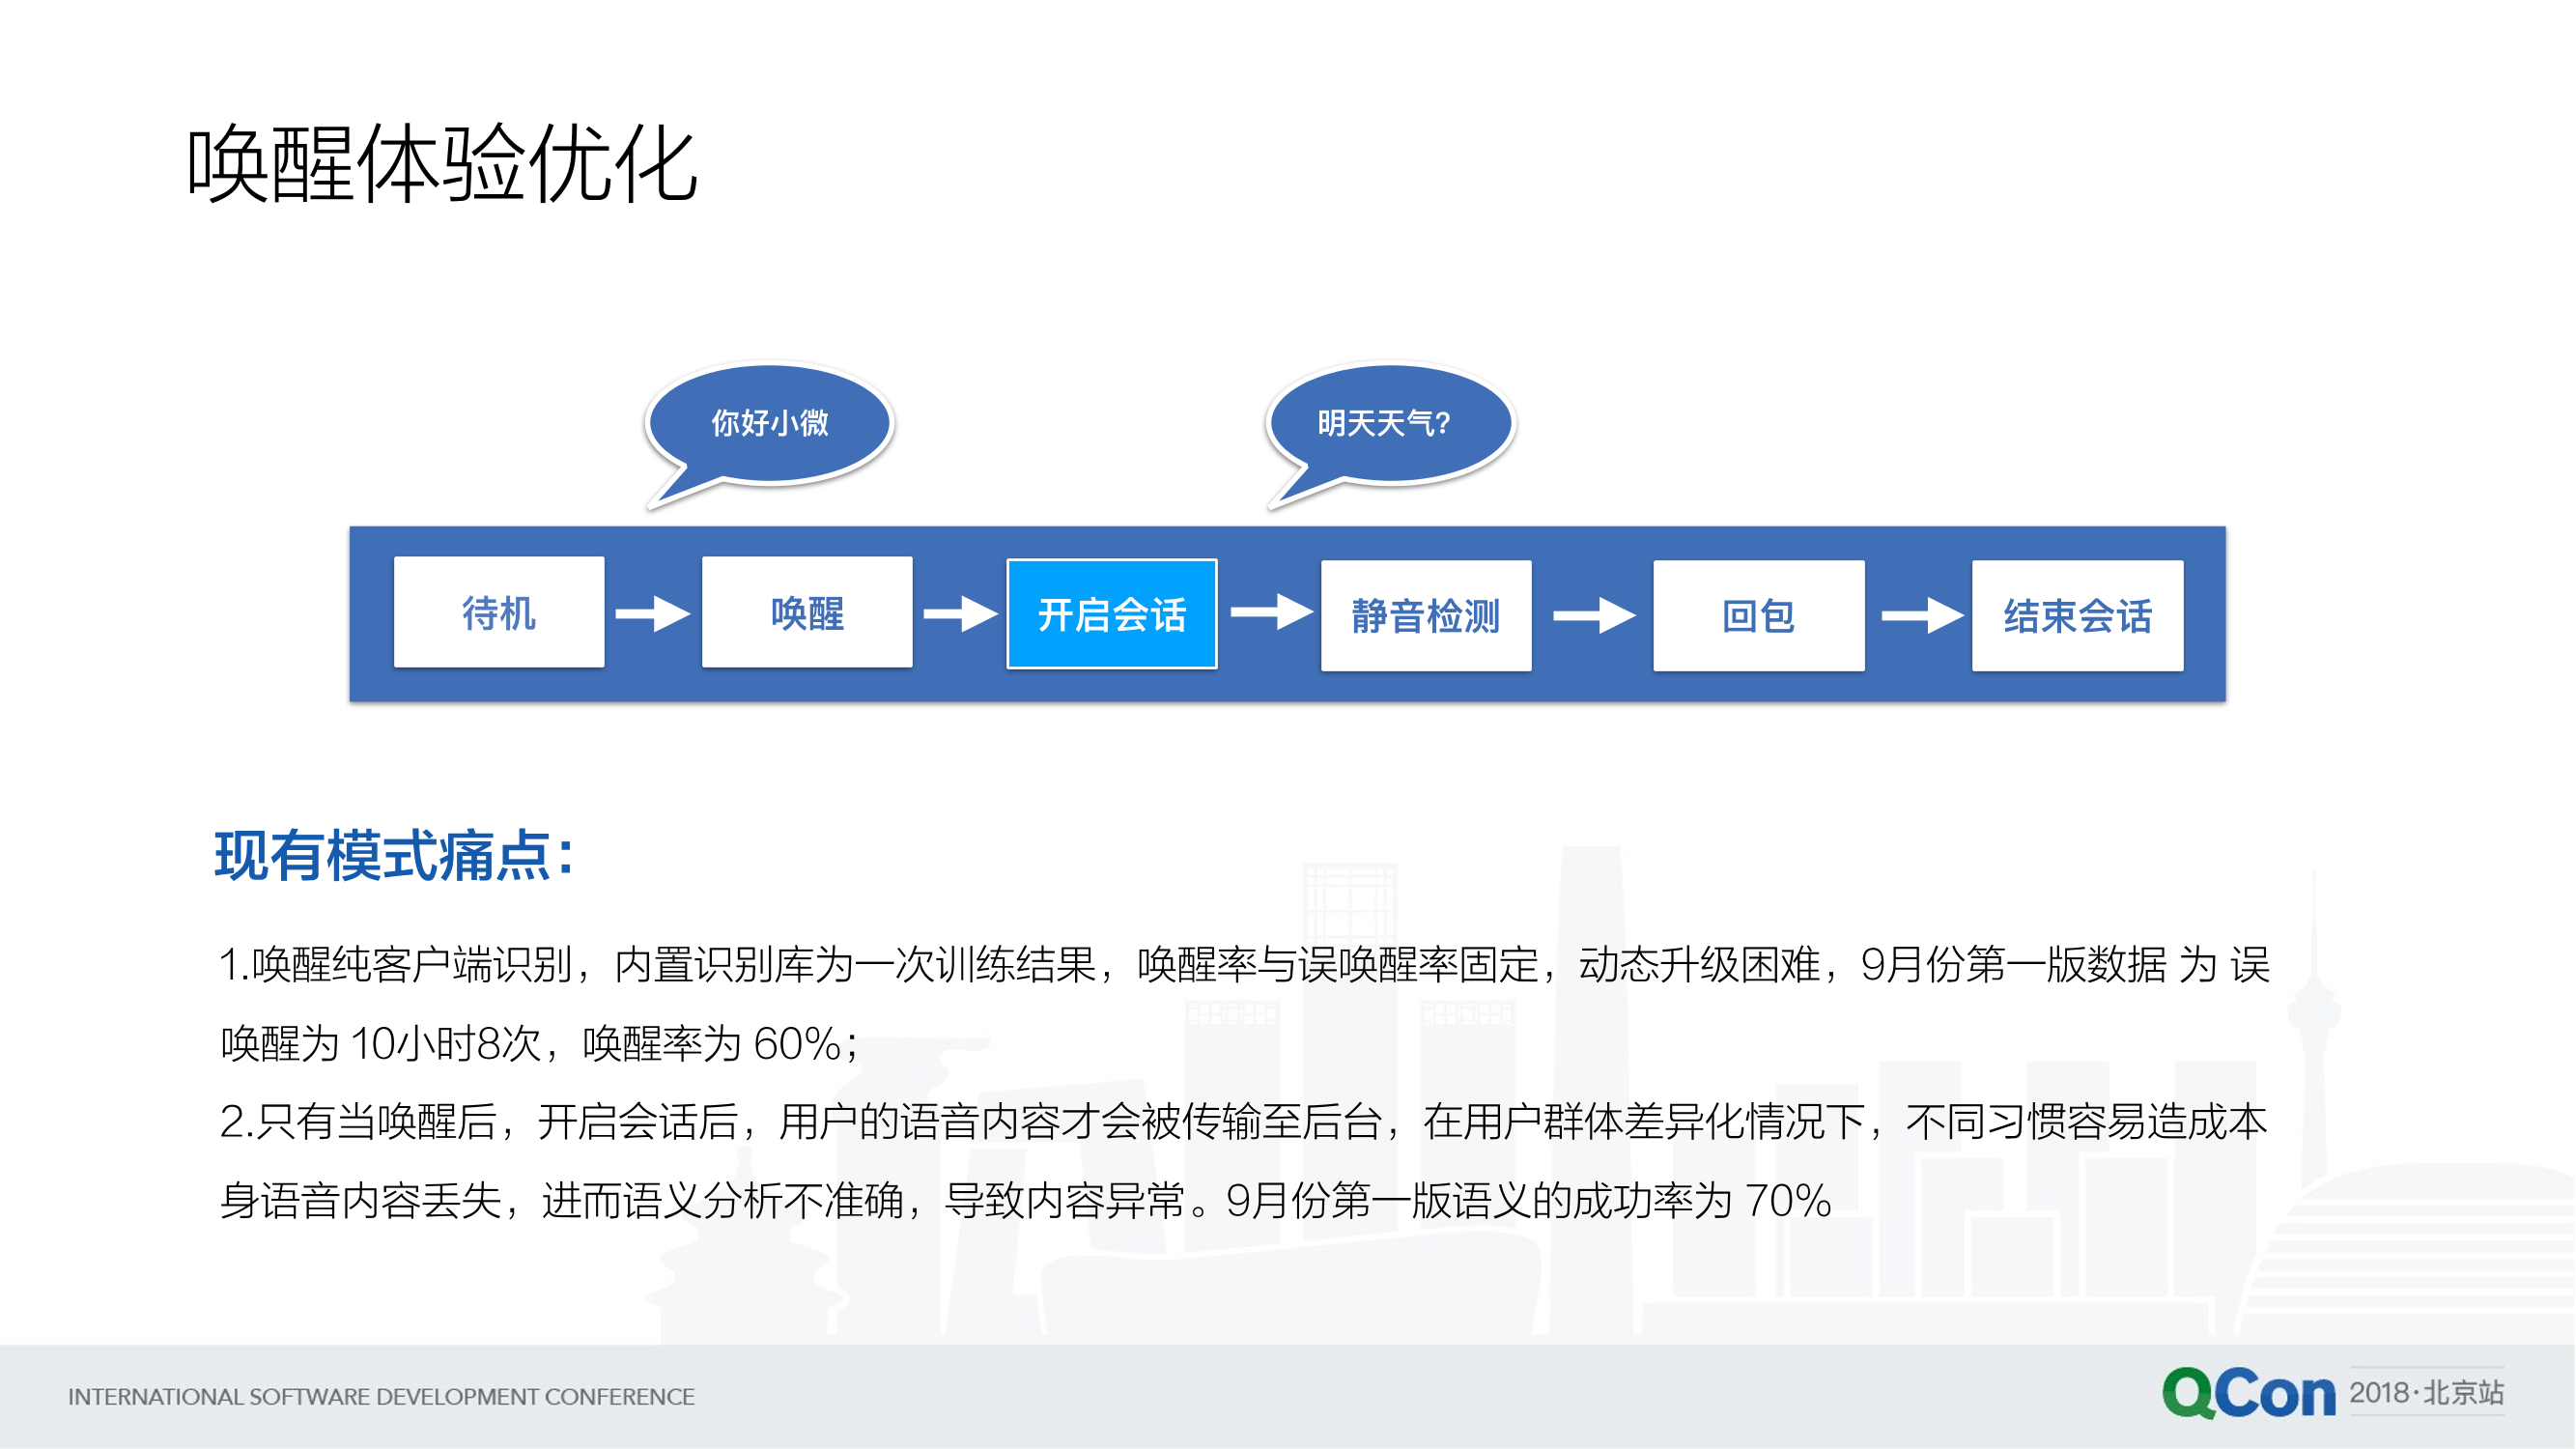 唤醒体验优化
你好小微
明天天气?
待机
唤醒
开启会话
静音检测
回包
结束会话
现有模式痛点：
1.唤醒纯客户端识别，内置识别库为一次训练结果，唤醒率与误唤醒率固定，动态升级困难，9月份第一版数据 为 误
唤醒为 10小时8次，唤醒率为 60%；
2.只有当唤醒后，开启会话后，用户的语音内容才会被传输至后台，在用户群体差异化情况下，不同习惯容易造成本
身语音内容丢失，进而语义分析不准确，导致内容异常。9月份第一版语义的成功率为 70%
INTERNATIONAL SOFTWARE DEVELOPMENT CONFERENCE
QCon 2018·北京站